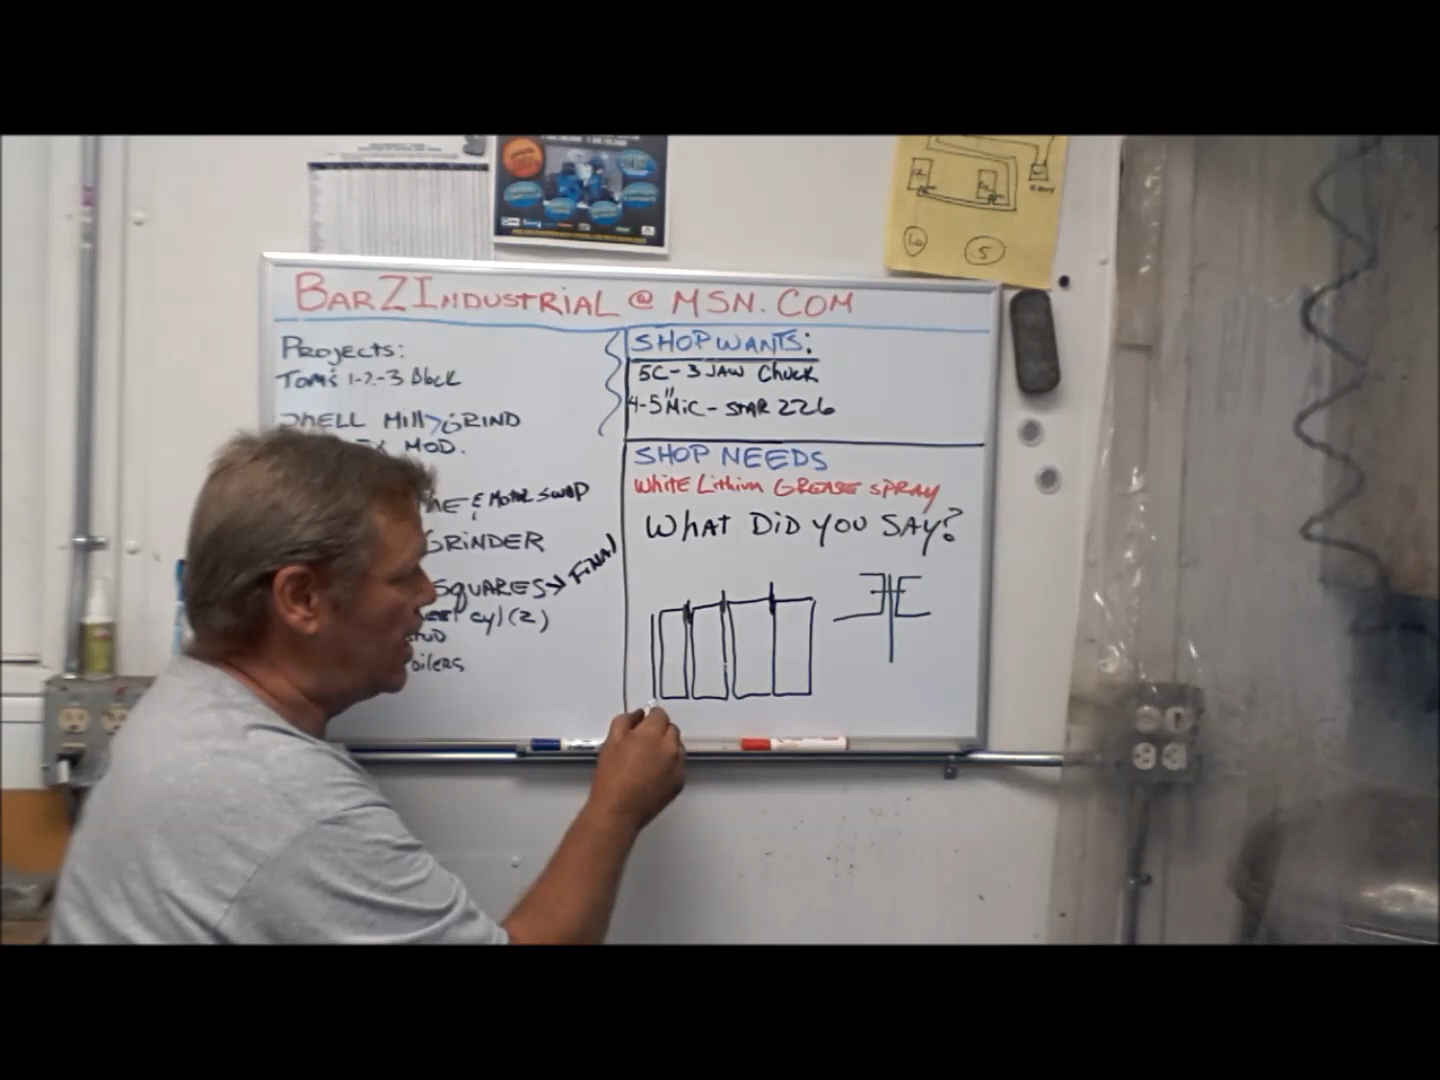 BARZINDUSTRIAL @ MSN.COM
Projects:
Tom's 1-2-3 Block
SHELL Mill > GRIND
MOD.
& Motor SWAP
GRINDER
SQUARES → FINAL
cyl (2)
oilers
SHOP WANTS:
5C-3 JAW Chuck
4-5" MiC - STAR 226
SHOP NEEDS
White Lithium GREASE SPRAY
WHAT DiD YOU SAY?
5